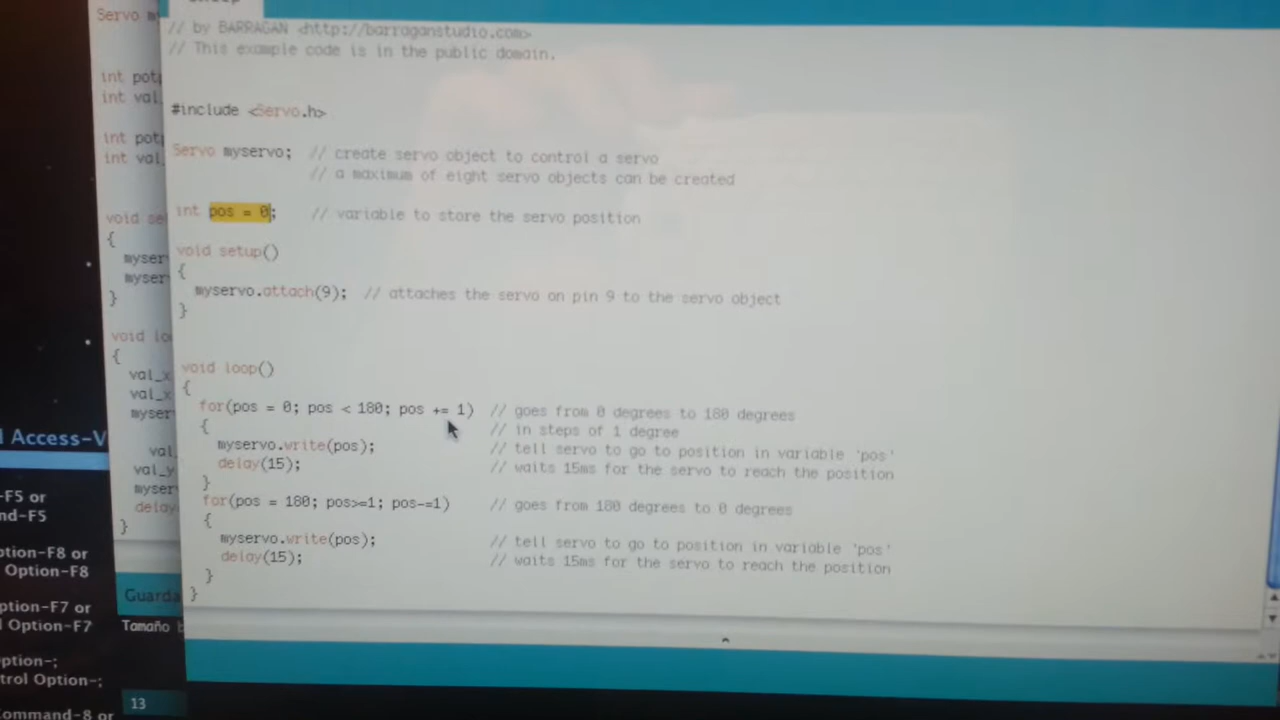 // by BARRAGAN <http://barraganstudio.com>
// This example code is in the public domain.
#include <Servo.h>
Servo myservo;  // create servo object to control a servo
// a maximum of eight servo objects can be created
int pos = 0;    // variable to store the servo position
void setup()
{
myservo.attach(9);  // attaches the servo on pin 9 to the servo object
}
void loop()
{
for(pos = 0; pos < 180; pos += 1)  // goes from 0 degrees to 180 degrees
{                                  // in steps of 1 degree
myservo.write(pos);              // tell servo to go to position in variable 'pos'
delay(15);                       // waits 15ms for the servo to reach the position
}
for(pos = 180; pos>=1; pos-=1)     // goes from 180 degrees to 0 degrees
{
myservo.write(pos);              // tell servo to go to position in variable 'pos'
delay(15);                       // waits 15ms for the servo to reach the position
}
}
Servo m
int pot
int val
int pot
int val
void se
{
myser
myser
}
void lo
{
val_x
val_x
myser
val
val_y
myser
delay
}
Guarda
Tamaño
13
Access-V
-F5 or
nd-F5
ption-F8 or
Option-F8
ption-F7 or
l Option-F7
ption-;
trol Option-;
Command-8 or